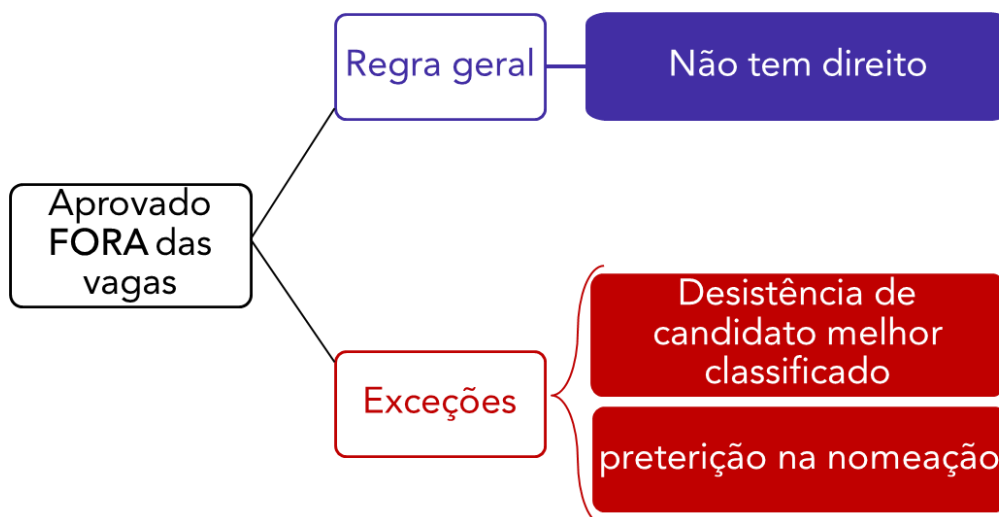 Regra geral
Não tem direito
Aprovado
FORA das
vagas
Desistência de
candidato melhor
classificado
Exceções
preterição na nomeação